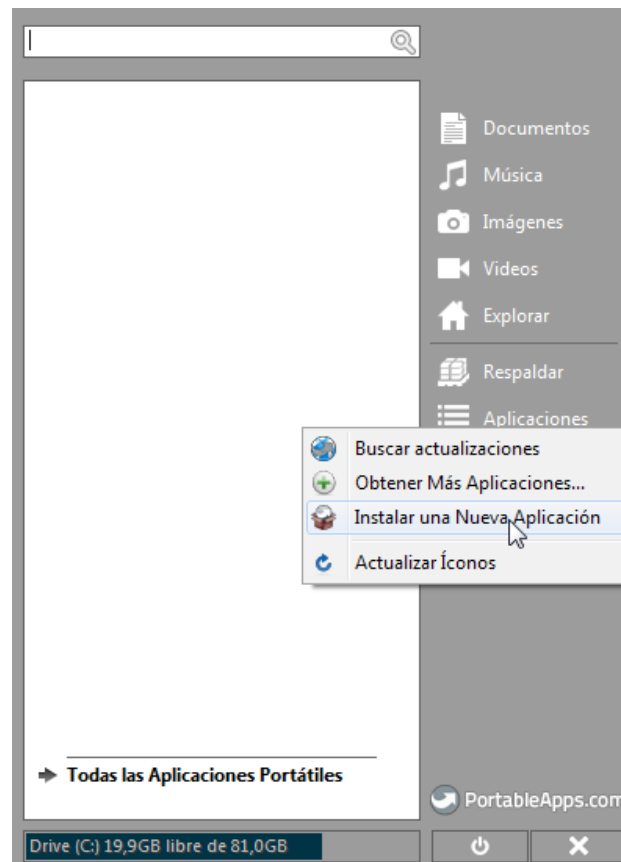 Documentos
Música
Imágenes
Videos
Explorar
Respaldar
Aplicaciones
Buscar actualizaciones
Obtener Más Aplicaciones...
Instalar una Nueva Aplicación
Actualizar Íconos
Todas las Aplicaciones Portátiles
PortableApps.com
Drive (C:) 19,9GB libre de 81,0GB